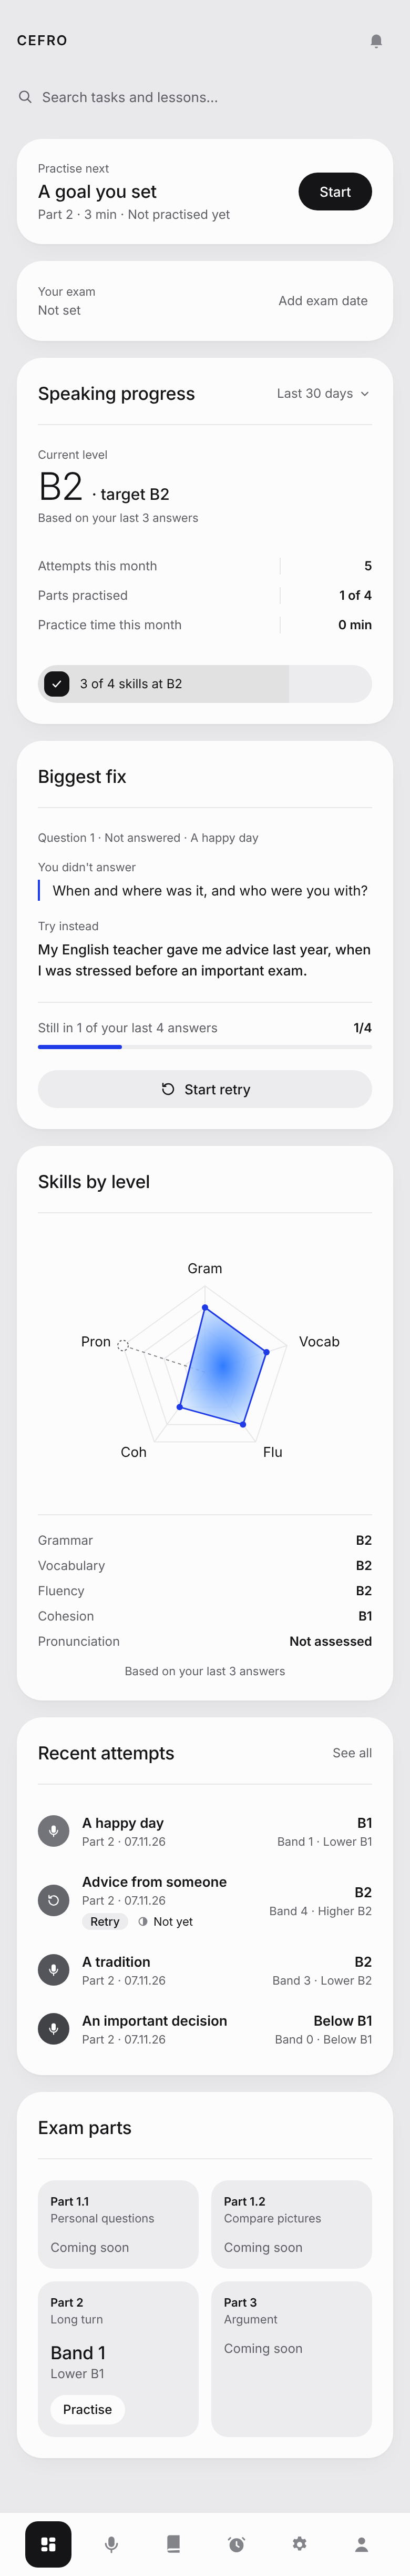 CEFRO
Search tasks and lessons...
Practise next
A goal you set
Part 2 · 3 min · Not practised yet
Start
Your exam
Not set
Add exam date
Speaking progress
Last 30 days
Current level
B2 · target B2
Based on your last 3 answers
Attempts this month 5
Parts practised 1 of 4
Practice time this month 0 min
3 of 4 skills at B2
Biggest fix
Question 1 · Not answered · A happy day
You didn't answer
When and where was it, and who were you with?
Try instead
My English teacher gave me advice last year, when
I was stressed before an important exam.
Still in 1 of your last 4 answers 1/4
Start retry
Skills by level
Gram
Pron
Vocab
Coh
Flu
Grammar B2
Vocabulary B2
Fluency B2
Cohesion B1
Pronunciation Not assessed
Based on your last 3 answers
Recent attempts
See all
A happy day B1
Part 2 · 07.11.26 Band 1 · Lower B1
Advice from someone
Part 2 · 07.11.26
Retry
Not yet
B2
Band 4 · Higher B2
A tradition B2
Part 2 · 07.11.26 Band 3 · Lower B2
An important decision Below B1
Part 2 · 07.11.26 Band 0 · Below B1
Exam parts
Part 1.1
Personal questions
Coming soon
Part 1.2
Compare pictures
Coming soon
Part 2
Long turn
Band 1
Lower B1
Practise
Part 3
Argument
Coming soon